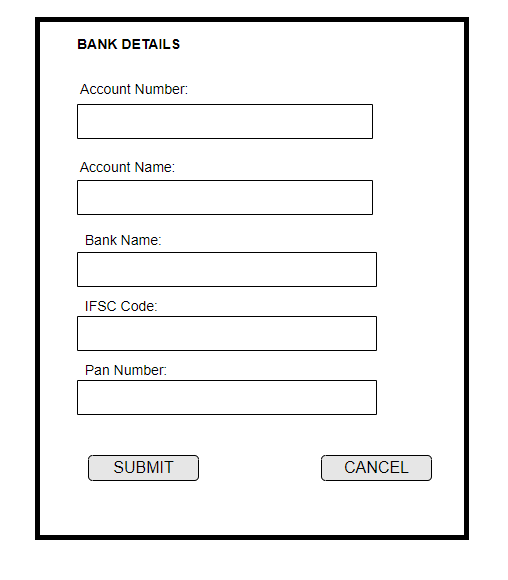 BANK DETAILS
Account Number:
Account Name:
Bank Name:
IFSC Code:
Pan Number:
SUBMIT CANCEL